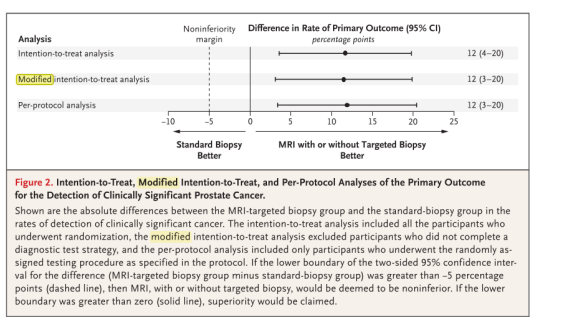 Analysis
Noninferiority
margin
Difference in Rate of Primary Outcome (95% CI)
percentage points
Intention-to-treat analysis
12 (4–20)
Modified intention-to-treat analysis
12 (3–20)
Per-protocol analysis
12 (3–20)
−10 −5 0 5 10 15 20 25
Standard Biopsy
Better
MRI with or without Targeted Biopsy
Better
Figure 2. Intention-to-Treat, Modified Intention-to-Treat, and Per-Protocol Analyses of the Primary Outcome
for the Detection of Clinically Significant Prostate Cancer.
Shown are the absolute differences between the MRI-targeted biopsy group and the standard-biopsy group in the
rates of detection of clinically significant cancer. The intention-to-treat analysis included all the participants who
underwent randomization, the modified intention-to-treat analysis excluded participants who did not complete a
diagnostic test strategy, and the per-protocol analysis included only participants who underwent the randomly as-
signed testing procedure as specified in the protocol. If the lower boundary of the two-sided 95% confidence inter-
val for the difference (MRI-targeted biopsy group minus standard-biopsy group) was greater than −5 percentage
points (dashed line), then MRI, with or without targeted biopsy, would be deemed to be noninferior. If the lower
boundary was greater than zero (solid line), superiority would be claimed.